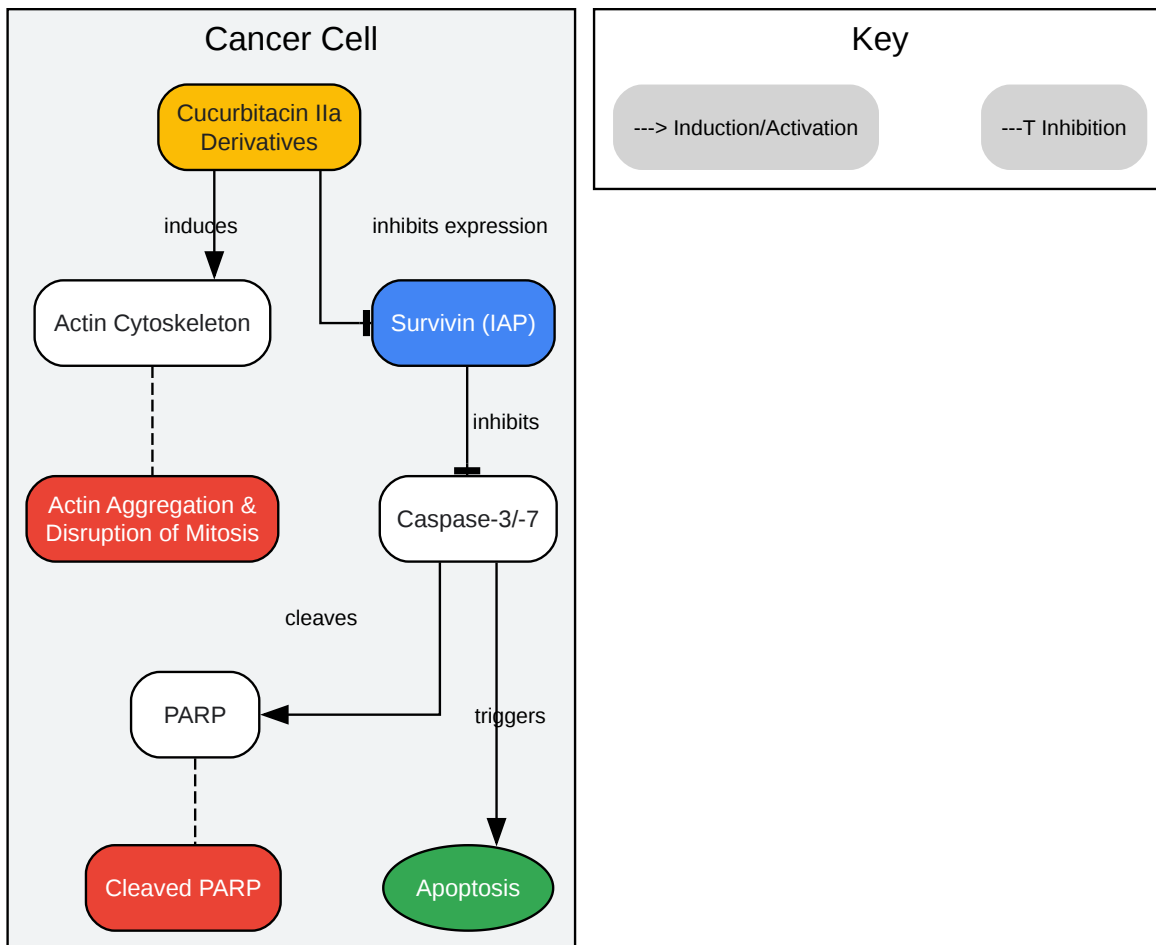 Cancer Cell
Cucurbitacin IIa
Derivatives
induces
inhibits expression
Actin Cytoskeleton
Survivin (IAP)
inhibits
Actin Aggregation &
Disruption of Mitosis
Caspase-3/-7
cleaves
PARP
triggers
Cleaved PARP
Apoptosis
Key
---> Induction/Activation
---T Inhibition